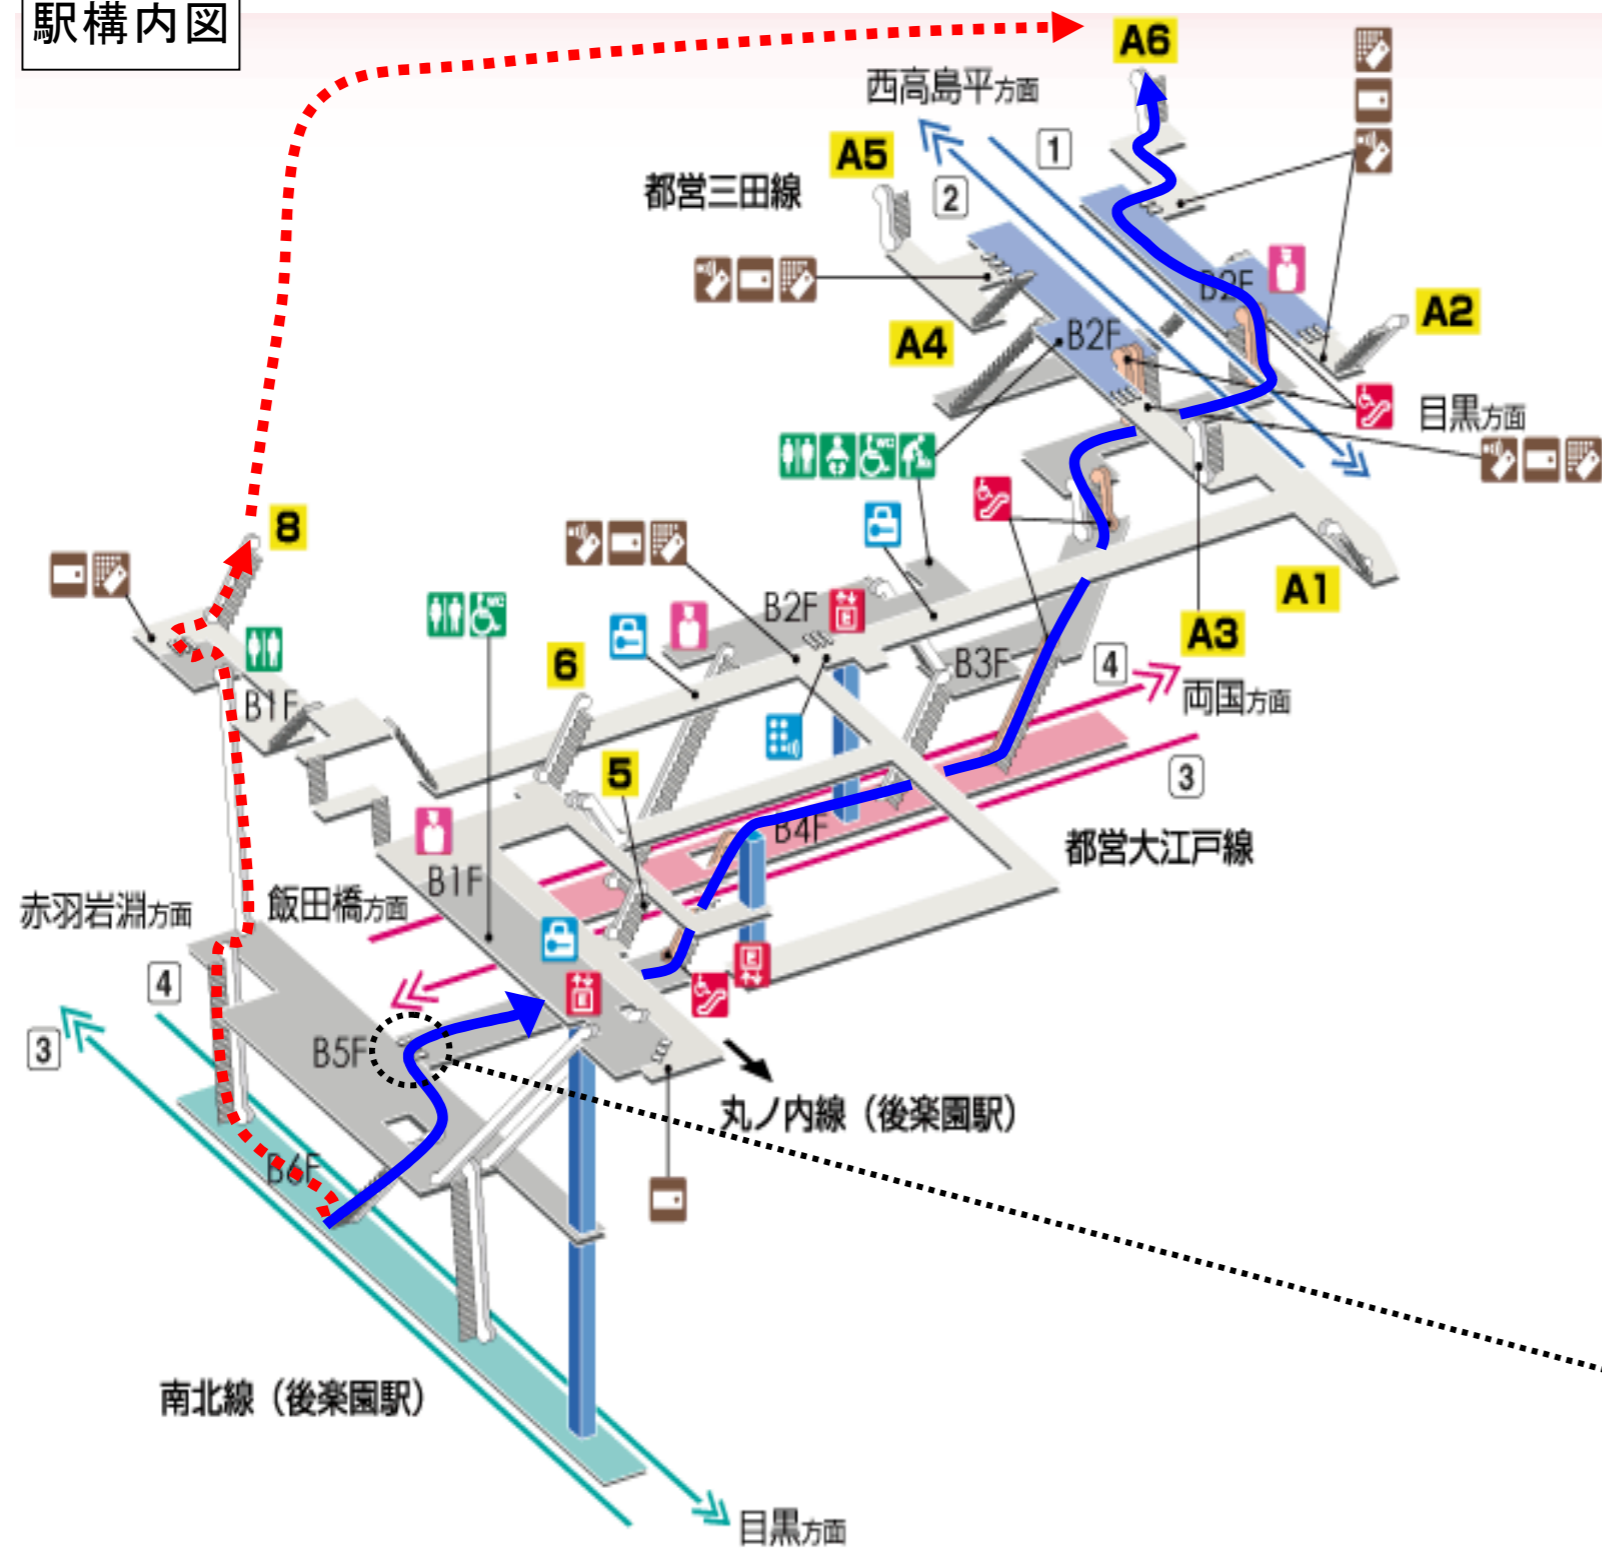 駅構内図
A6
西高島平方面
1
A5
2
都営三田線
B2F
A2
A4
B2F
目黒方面
8
A1
B2F
A3
6
B3F
4
両国方面
B1F
5
3
B4F
都営大江戸線
B1F
赤羽岩淵方面
飯田橋方面
4
3
B5F
丸ノ内線（後楽園駅）
B6F
南北線（後楽園駅）
目黒方面